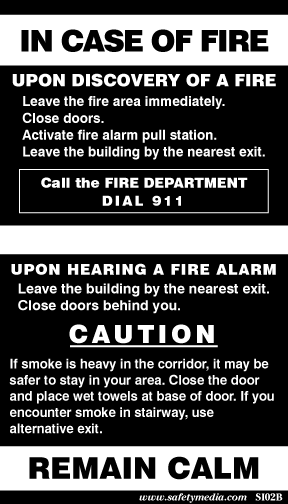 IN CASE OF FIRE
UPON DISCOVERY OF A FIRE
Leave the fire area immediately.
Close doors.
Activate fire alarm pull station.
Leave the building by the nearest exit.
Call the FIRE DEPARTMENT
DIAL 911
UPON HEARING A FIRE ALARM
Leave the building by the nearest exit.
Close doors behind you.
CAUTION
If smoke is heavy in the corridor, it may be
safer to stay in your area. Close the door
and place wet towels at base of door. If you
encounter smoke in stairway, use
alternative exit.
REMAIN CALM
www.safetymedia.com SI02B